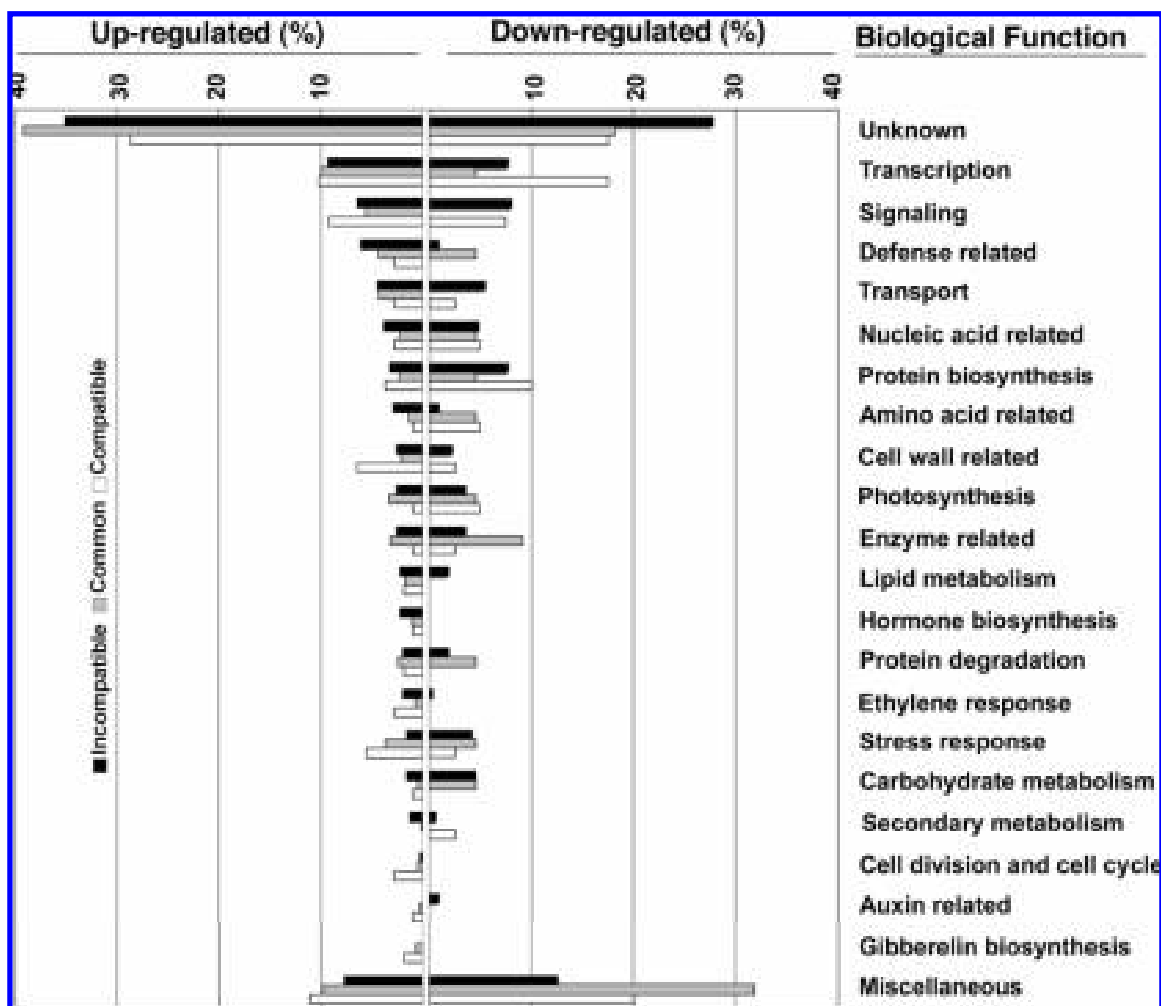 Up-regulated (%) Down-regulated (%) Biological Function
40 30 20 10 10 20 30 40
Unknown
Transcription
Signaling
Defense related
Transport
Nucleic acid related
Protein biosynthesis
Amino acid related
Cell wall related
Photosynthesis
Enzyme related
Lipid metabolism
Hormone biosynthesis
Protein degradation
Ethylene response
Stress response
Carbohydrate metabolism
Secondary metabolism
Cell division and cell cycle
Auxin related
Gibberelin biosynthesis
Miscellaneous
Incompatible Common Compatible